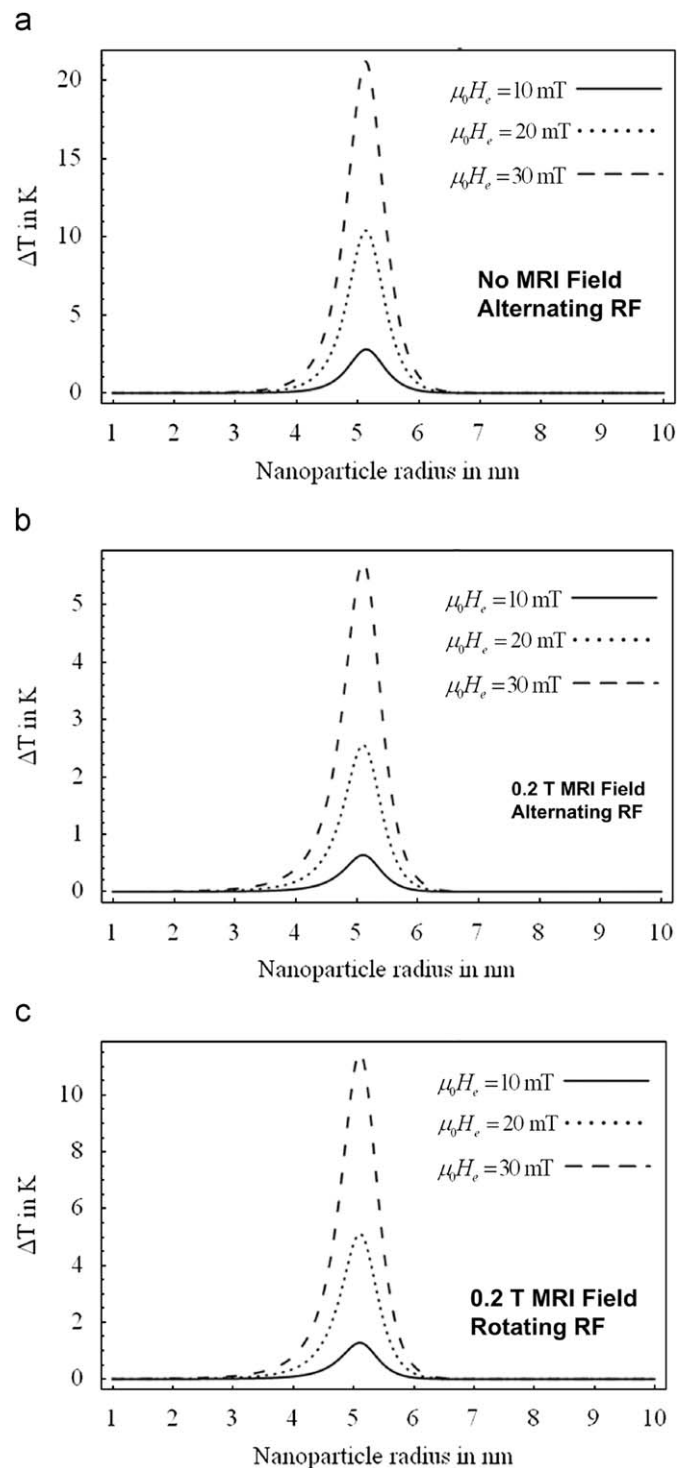 a
20
15
10
5
0
ΔT in K
μ₀Hₑ = 10 mT
μ₀Hₑ = 20 mT
μ₀Hₑ = 30 mT
No MRI Field
Alternating RF
1 2 3 4 5 6 7 8 9 10
Nanoparticle radius in nm
b
5
4
3
2
1
0
ΔT in K
μ₀Hₑ = 10 mT
μ₀Hₑ = 20 mT
μ₀Hₑ = 30 mT
0.2 T MRI Field
Alternating RF
1 2 3 4 5 6 7 8 9 10
Nanoparticle radius in nm
c
10
8
6
4
2
0
ΔT in K
μ₀Hₑ = 10 mT
μ₀Hₑ = 20 mT
μ₀Hₑ = 30 mT
0.2 T MRI Field
Rotating RF
1 2 3 4 5 6 7 8 9 10
Nanoparticle radius in nm